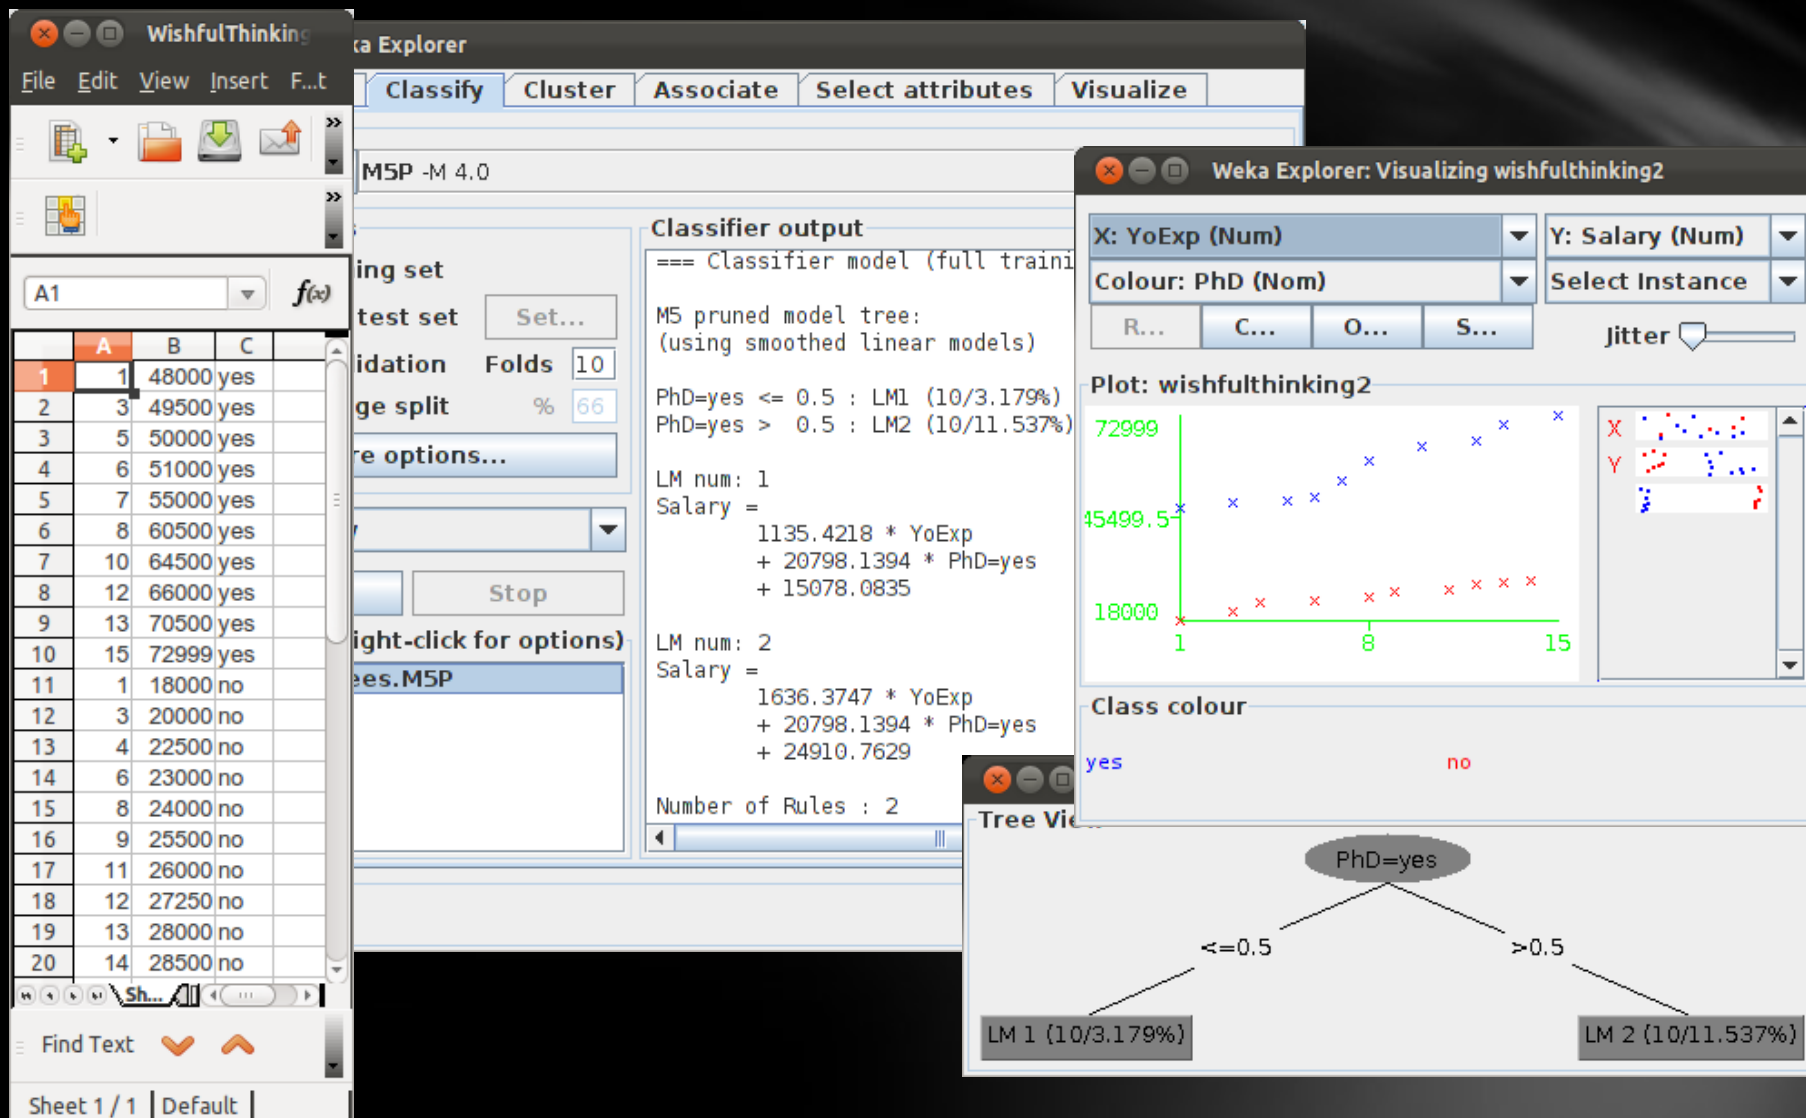 WishfulThinking
File Edit View Insert F...t
A1 f(x)
A B C
1 1 48000 yes
2 3 49500 yes
3 5 50000 yes
4 6 51000 yes
5 7 55000 yes
6 8 60500 yes
7 10 64500 yes
8 12 66000 yes
9 13 70500 yes
10 15 72999 yes
11 1 18000 no
12 3 20000 no
13 4 22500 no
14 6 23000 no
15 8 24000 no
16 9 25500 no
17 11 26000 no
18 12 27250 no
19 13 28000 no
20 14 28500 no
Sh...
Find Text
Sheet 1 / 1 Default
ka Explorer
Classify Cluster Associate Select attributes Visualize
M5P -M 4.0
ing set
test set Set...
idation Folds 10
ge split % 66
re options...
Stop
ight-click for options)
ees.M5P
Classifier output
=== Classifier model (full traini
M5 pruned model tree:
(using smoothed linear models)
PhD=yes <= 0.5 : LM1 (10/3.179%)
PhD=yes > 0.5 : LM2 (10/11.537%)
LM num: 1
Salary =
1135.4218 * YoExp
+ 20798.1394 * PhD=yes
+ 15078.0835
LM num: 2
Salary =
1636.3747 * YoExp
+ 20798.1394 * PhD=yes
+ 24910.7629
Number of Rules : 2
Weka Explorer: Visualizing wishfulthinking2
X: YoExp (Num) Y: Salary (Num)
Colour: PhD (Nom) Select Instance
R... C... O... S... Jitter
Plot: wishfulthinking2
72999
45499.5
18000
1 8 15
X
Y
Class colour
yes no
Tree View
PhD=yes
<=0.5 >0.5
LM 1 (10/3.179%) LM 2 (10/11.537%)